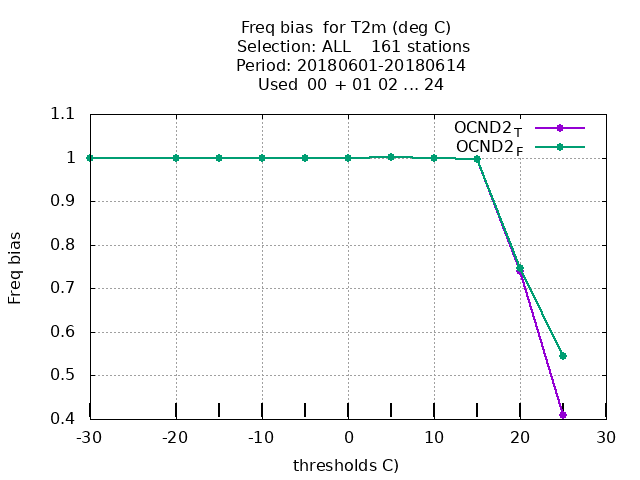 Freq bias  for T2m (deg C)
Selection: ALL    161 stations
Period: 20180601-20180614
Used  00 + 01 02 ... 24
OCND2T
OCND2F
1.1
1
0.9
0.8
0.7
0.6
0.5
0.4
Freq bias
-30
-20
-10
0
10
20
30
thresholds C)